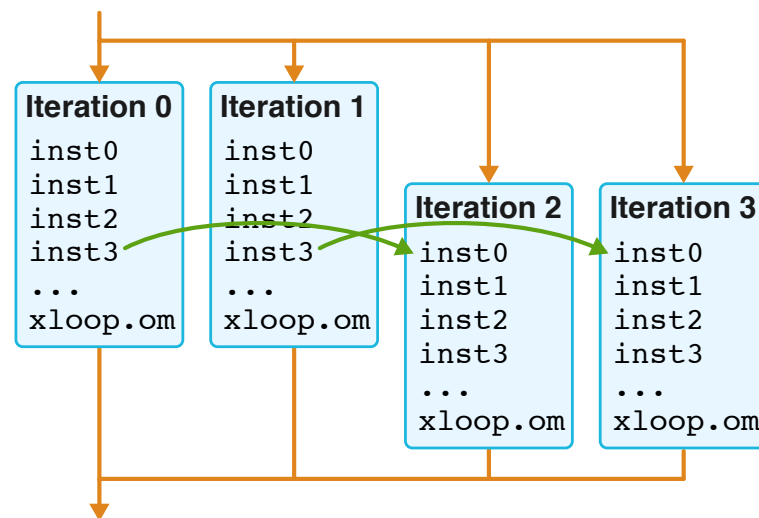 Iteration 0
inst0
inst1
inst2
inst3
...
xloop.om
Iteration 1
inst0
inst1
inst2
inst3
...
xloop.om
Iteration 2
inst0
inst1
inst2
inst3
...
xloop.om
Iteration 3
inst0
inst1
inst2
inst3
...
xloop.om